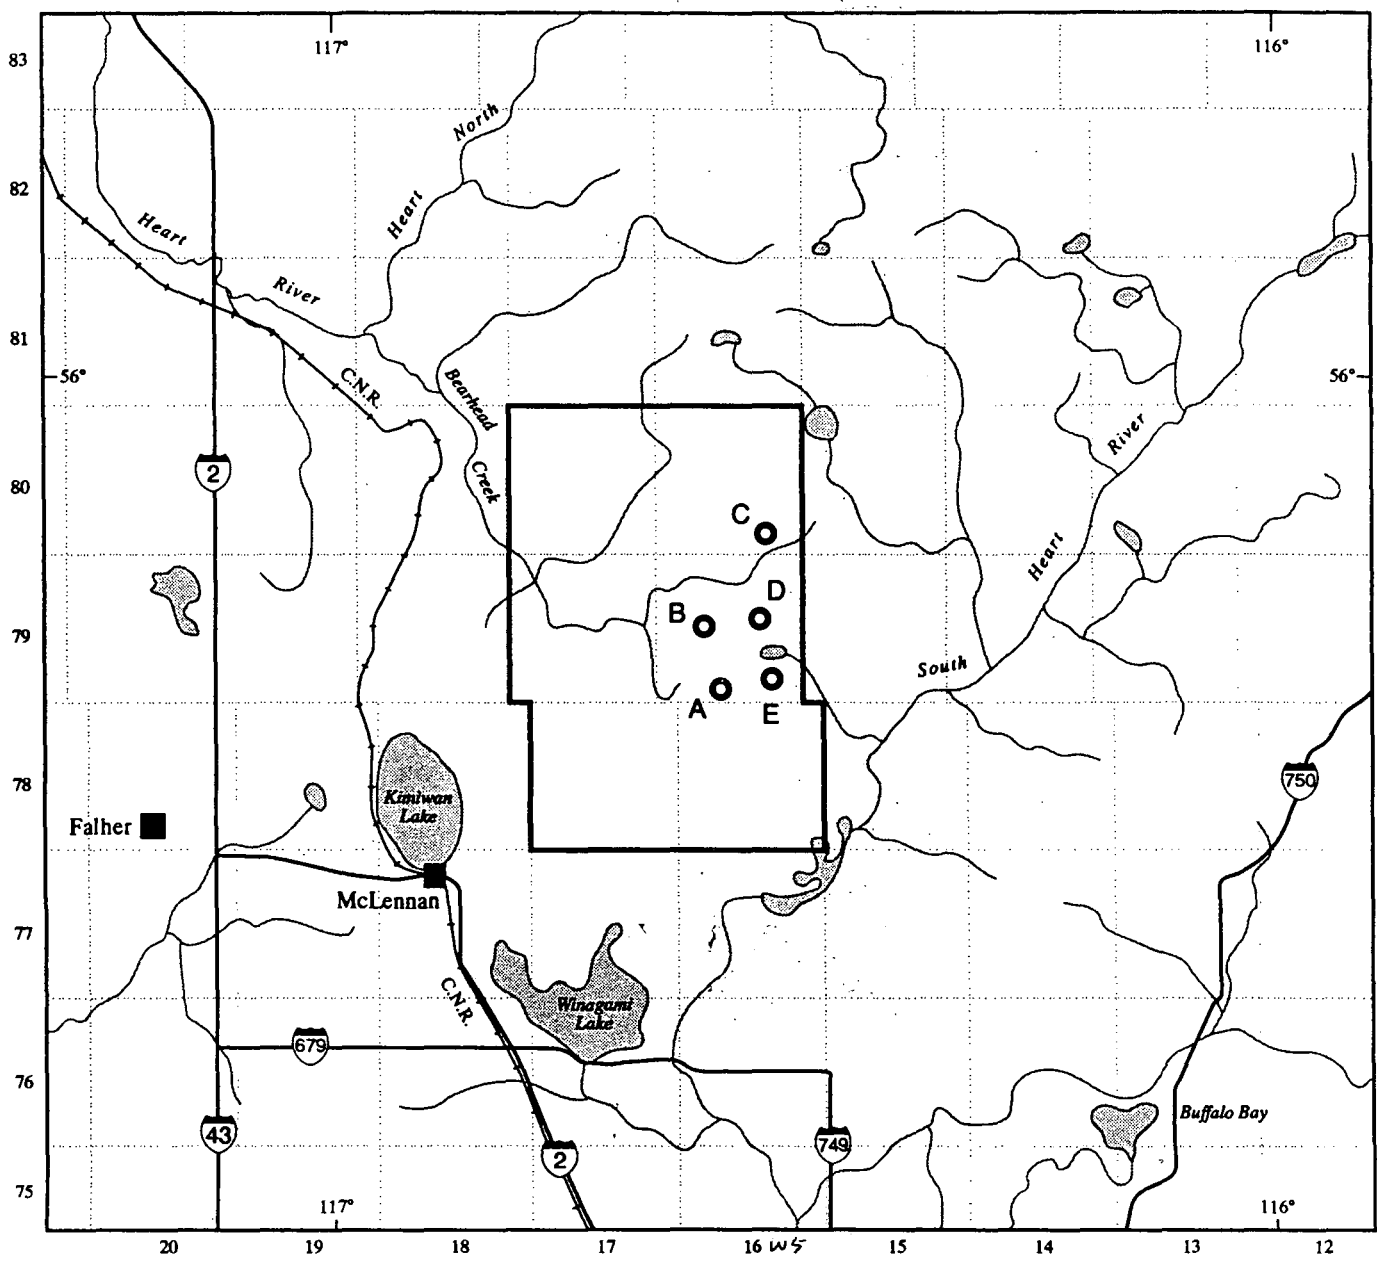 83
117°
116°
North
82
Heart
Heart
River
81
56°
C.N.R.
Bearhead
Creek
56°
River
2
80
C
Heart
D
B
79
South
A
E
78
Kimiwan
Lake
750
Falher
McLennan
77
C.N.R.
Winagami
Lake
679
76
43
2
749
Buffalo Bay
75
117°
116°
20
19
18
17
16 W5
15
14
13
12